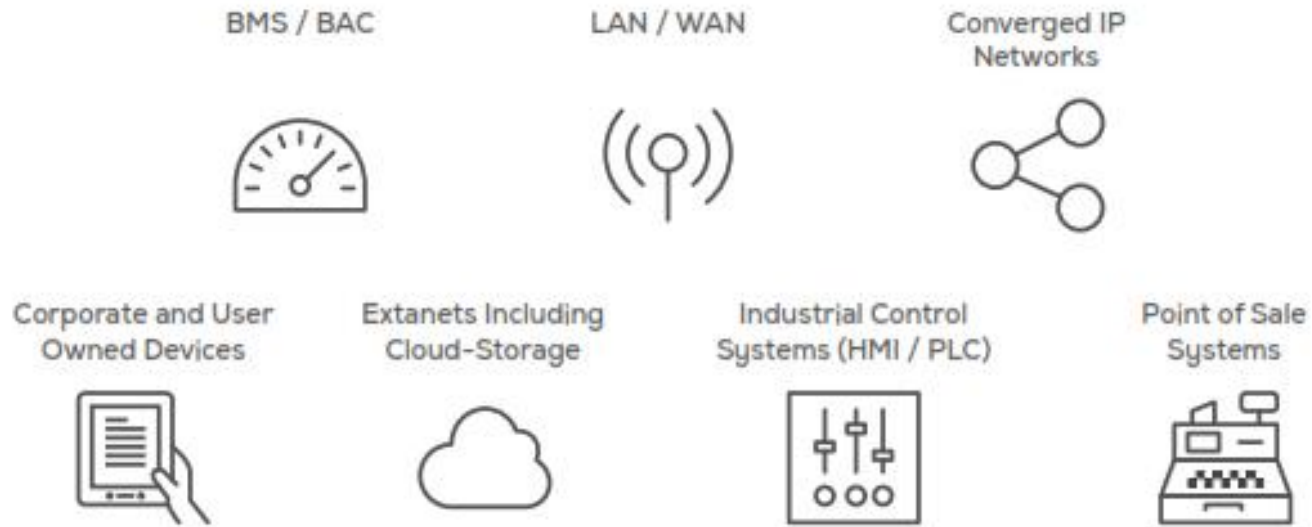 BMS / BAC
LAN / WAN
Converged IP
Networks
Corporate and User
Owned Devices
Extanets Including
Cloud-Storage
Industrial Control
Systems (HMI / PLC)
Point of Sale
Systems